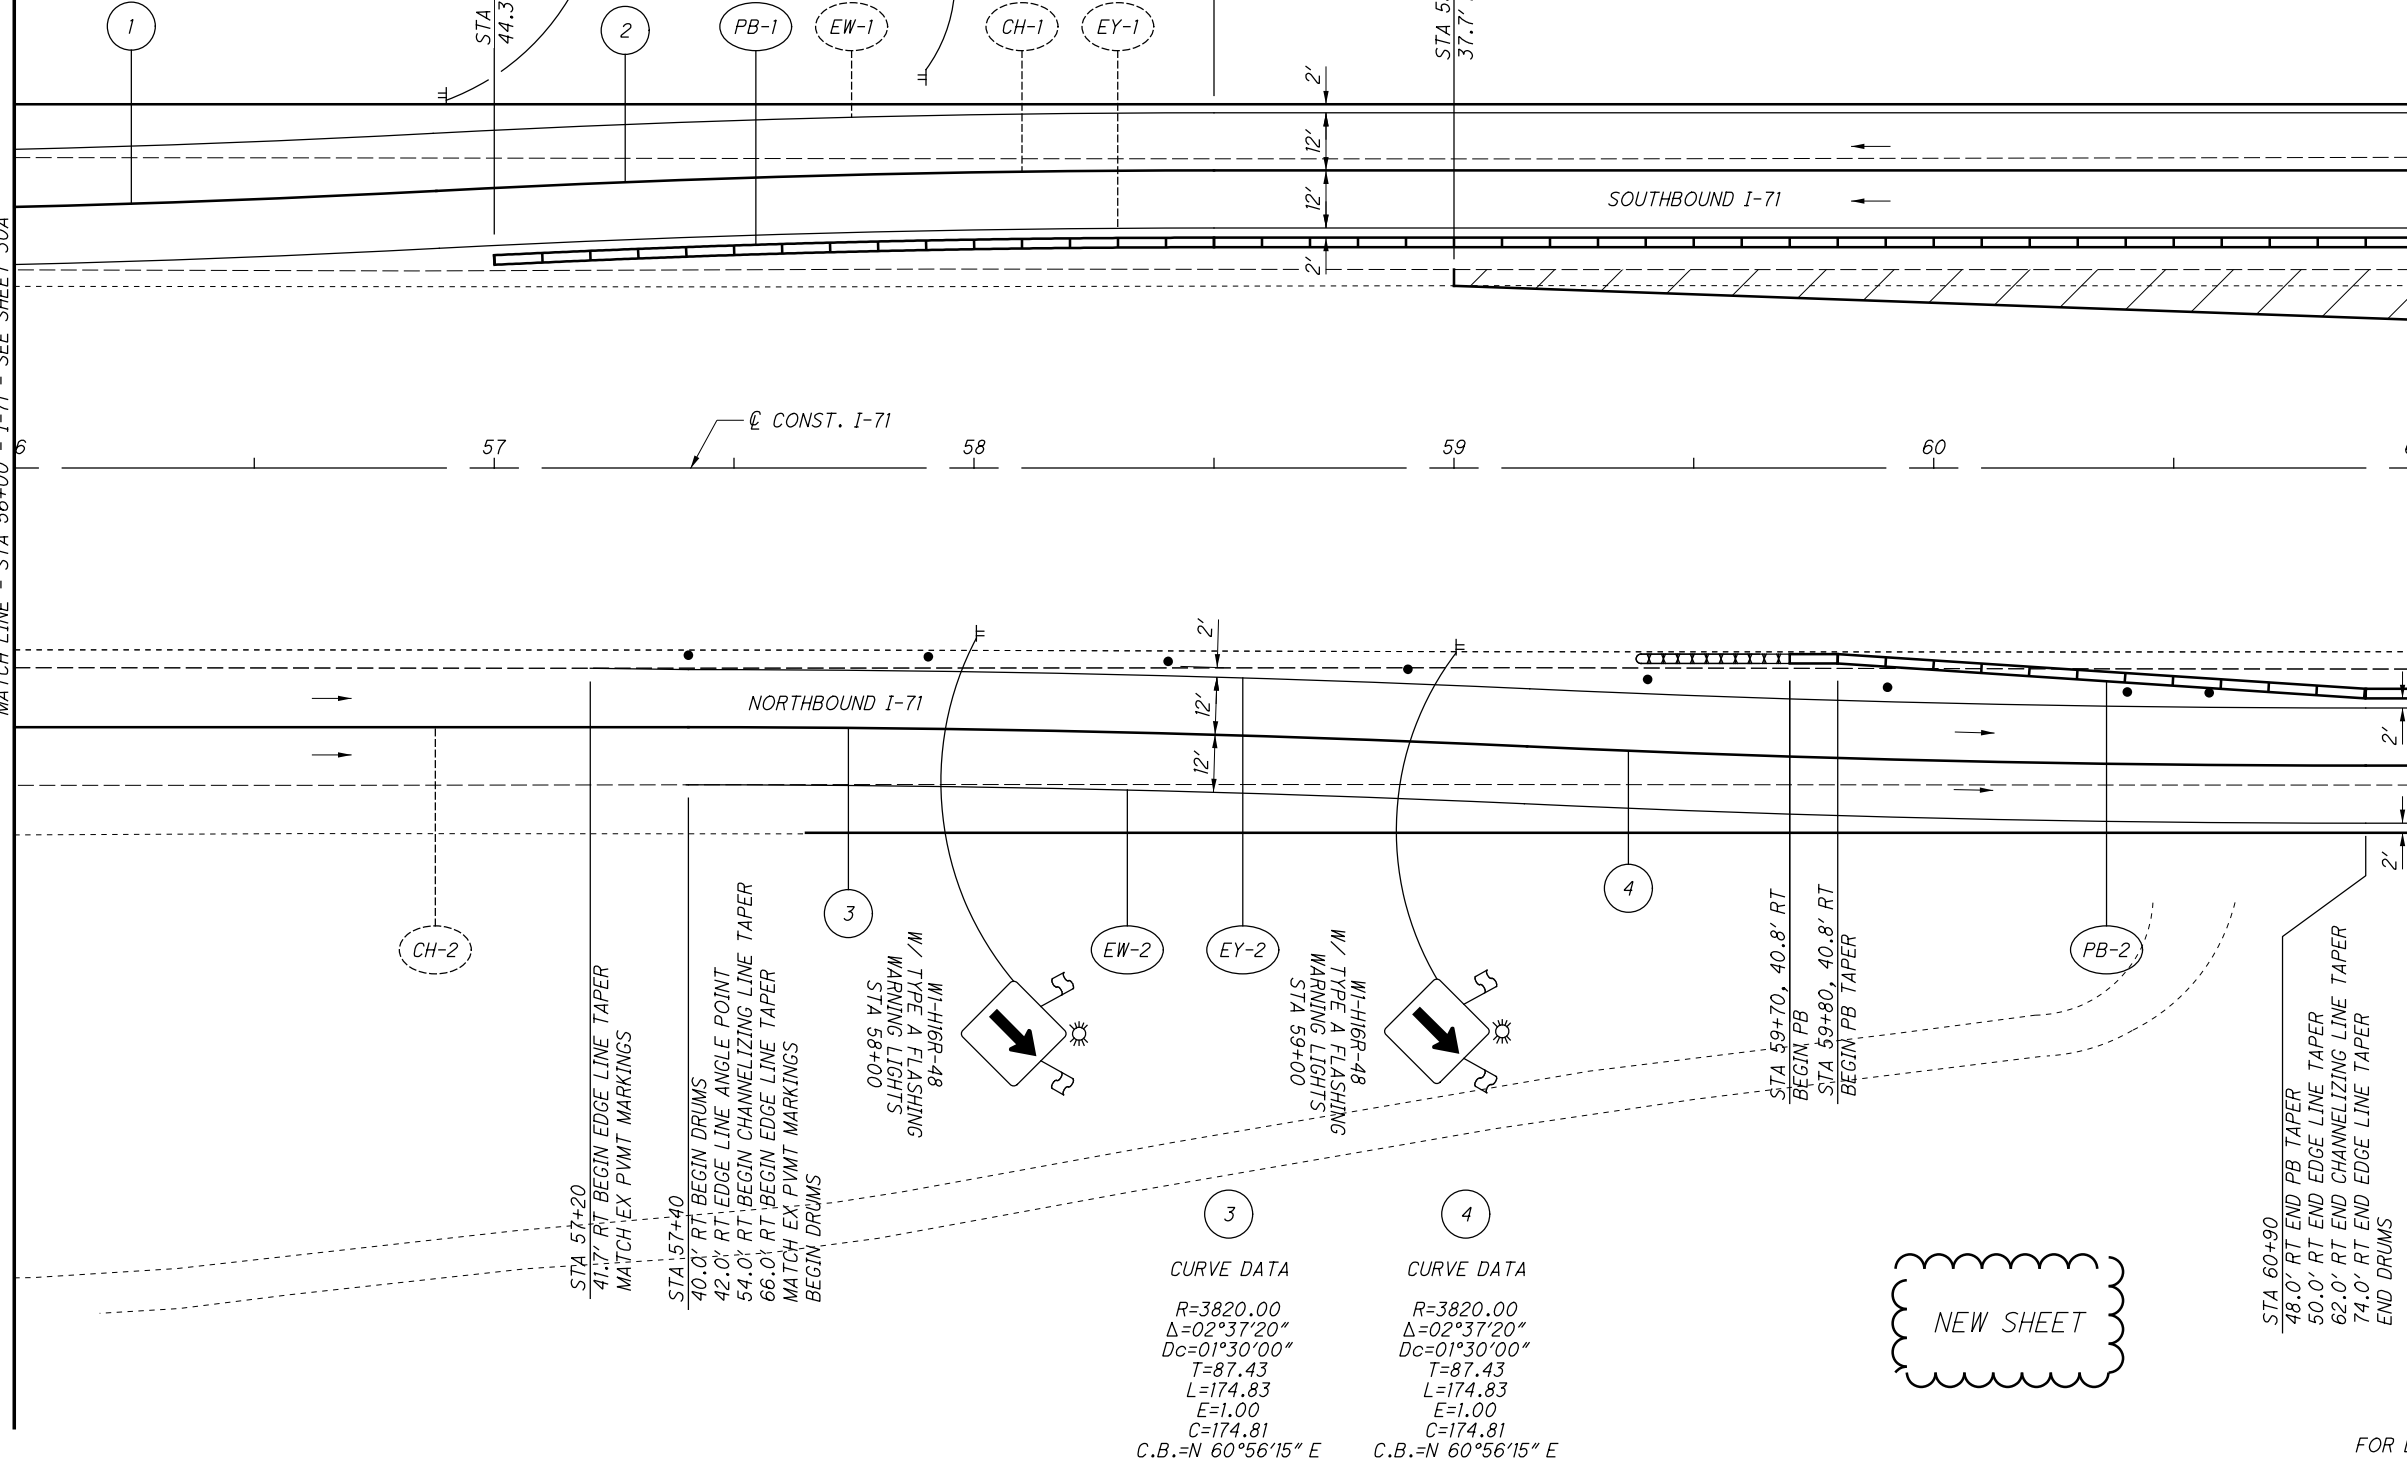 1
STA
44.3
2
PB-1
EW-1
CH-1
EY-1
37.7'
2'
12'
12'
2'
SOUTHBOUND I-71
MATCH LINE - STA 56+00 - I-71 - SEE SHEET 30A
℄ CONST. I-71
57
58
59
60
2'
12'
12'
NORTHBOUND I-71
2'
2'
CH-2
3
EW-2
EY-2
4
PB-2
STA 57+20
41.7' RT BEGIN EDGE LINE TAPER
MATCH EX PVMT MARKINGS
STA 57+40
40.0' RT BEGIN DRUMS
42.0' RT EDGE LINE ANGLE POINT
54.0' RT BEGIN CHANNELIZING LINE TAPER
66.0' RT BEGIN EDGE LINE TAPER
MATCH EX PVMT MARKINGS
BEGIN DRUMS
W1-H16R-48
W/ TYPE A FLASHING
WARNING LIGHTS
STA 58+00
W1-H16R-48
W/ TYPE A FLASHING
WARNING LIGHTS
STA 59+00
STA 59+70, 40.8' RT
BEGIN PB
STA 59+80, 40.8' RT
BEGIN PB TAPER
STA 60+90
48.0' RT END PB TAPER
50.0' RT END EDGE LINE TAPER
62.0' RT END CHANNELIZING LINE TAPER
74.0' RT END EDGE LINE TAPER
END DRUMS
3
CURVE DATA
R=3820.00
Δ=02°37'20"
Dc=01°30'00"
T=87.43
L=174.83
E=1.00
C=174.81
C.B.=N 60°56'15" E
4
CURVE DATA
R=3820.00
Δ=02°37'20"
Dc=01°30'00"
T=87.43
L=174.83
E=1.00
C=174.81
C.B.=N 60°56'15" E
NEW SHEET
FOR